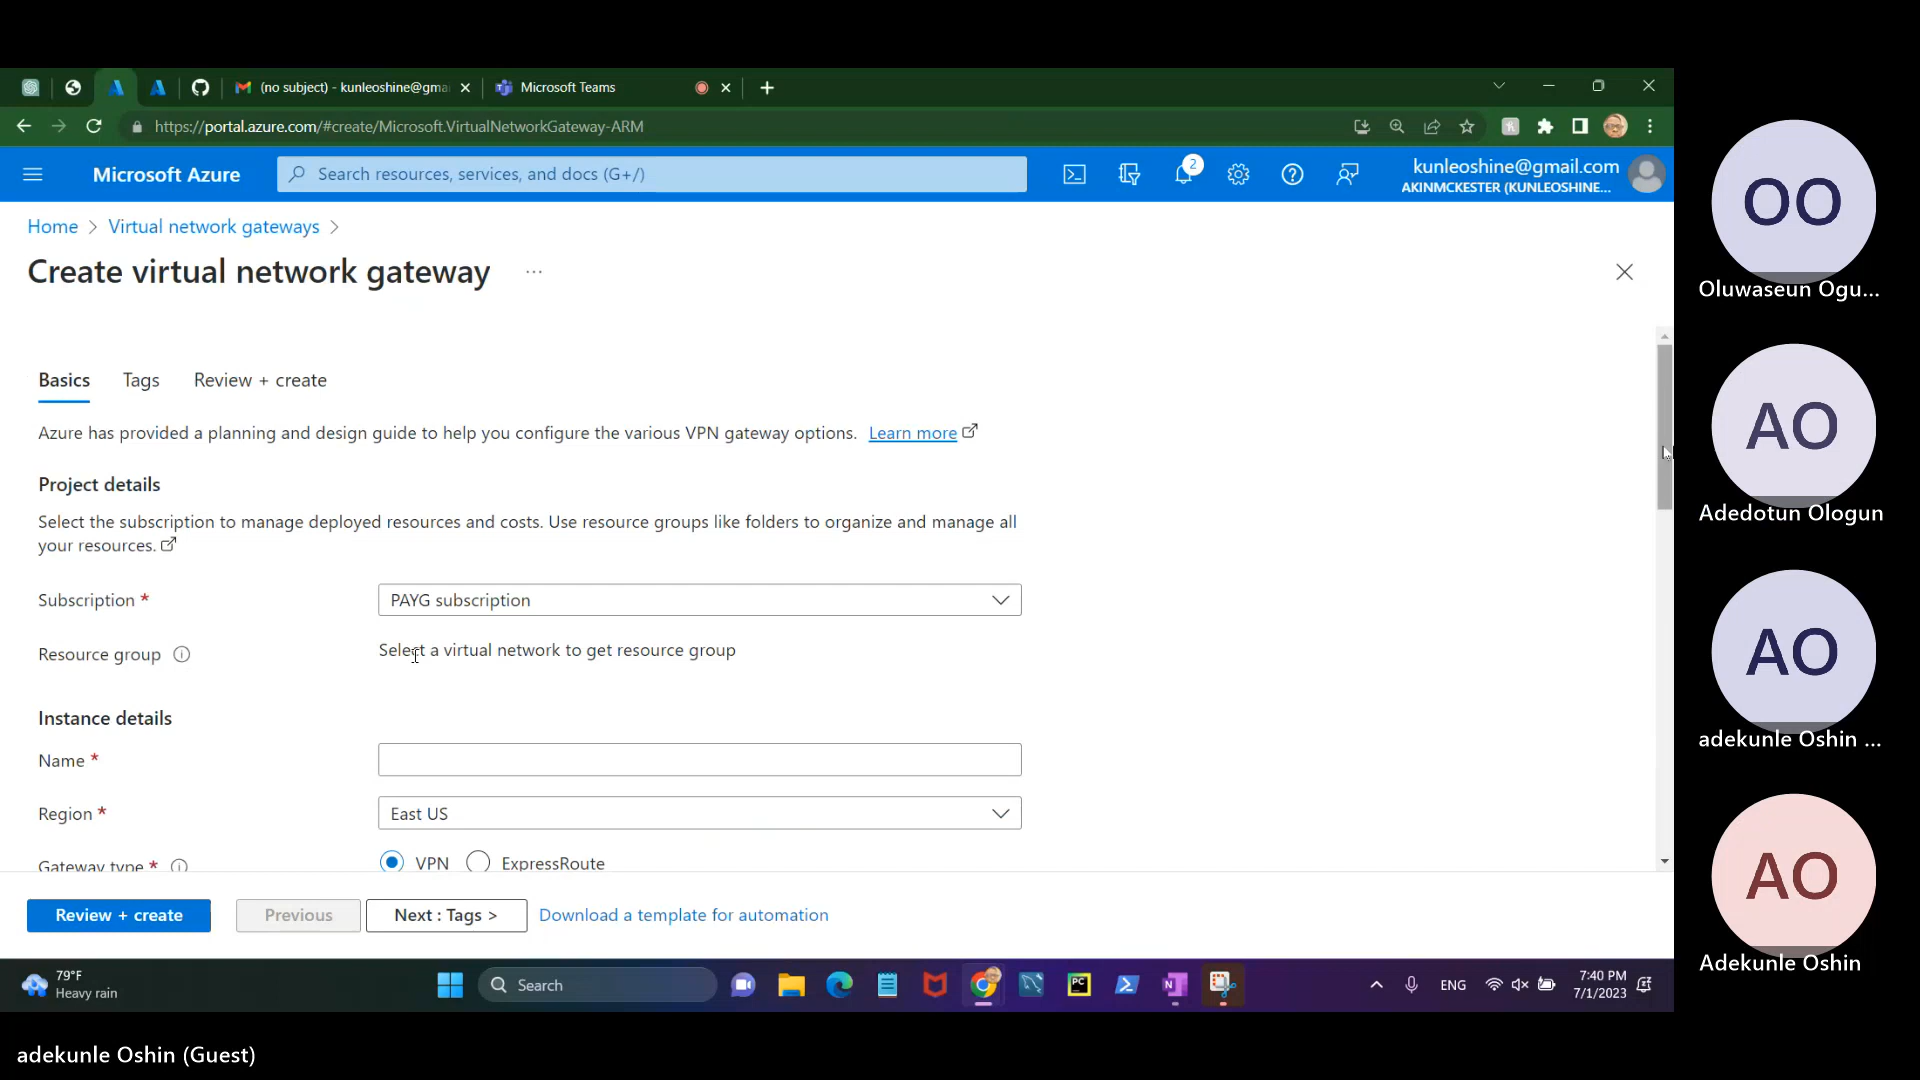 (no subject) - kunleoshine@gma
Microsoft Teams
https://portal.azure.com/#create/Microsoft.VirtualNetworkGateway-ARM
Microsoft Azure
Search resources, services, and docs (G+/)
2
kunleoshine@gmail.com
AKINMCKESTER (KUNLEOSHINE...
Home > Virtual network gateways >
Create virtual network gateway ...
Basics Tags Review + create
Azure has provided a planning and design guide to help you configure the various VPN gateway options. Learn more
Project details
Select the subscription to manage deployed resources and costs. Use resource groups like folders to organize and manage all
your resources.
Subscription *
PAYG subscription
Resource group
Select a virtual network to get resource group
Instance details
Name *
Region *
East US
Gateway type *
VPN ExpressRoute
Review + create
Previous
Next : Tags >
Download a template for automation
79°F
Heavy rain
Search
PC
N
ENG
7:40 PM
7/1/2023
OO
Oluwaseun Ogu...
AO
Adedotun Ologun
AO
adekunle Oshin ...
AO
Adekunle Oshin
adekunle Oshin (Guest)